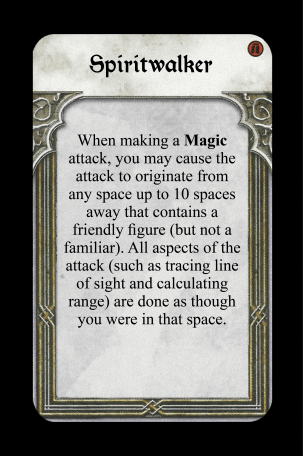 Spiritwalker
When making a Magic
attack, you may cause the
attack to originate from
any space up to 10 spaces
away that contains a
friendly figure (but not a
familiar). All aspects of the
attack (such as tracing line
of sight and calculating
range) are done as though
you were in that space.